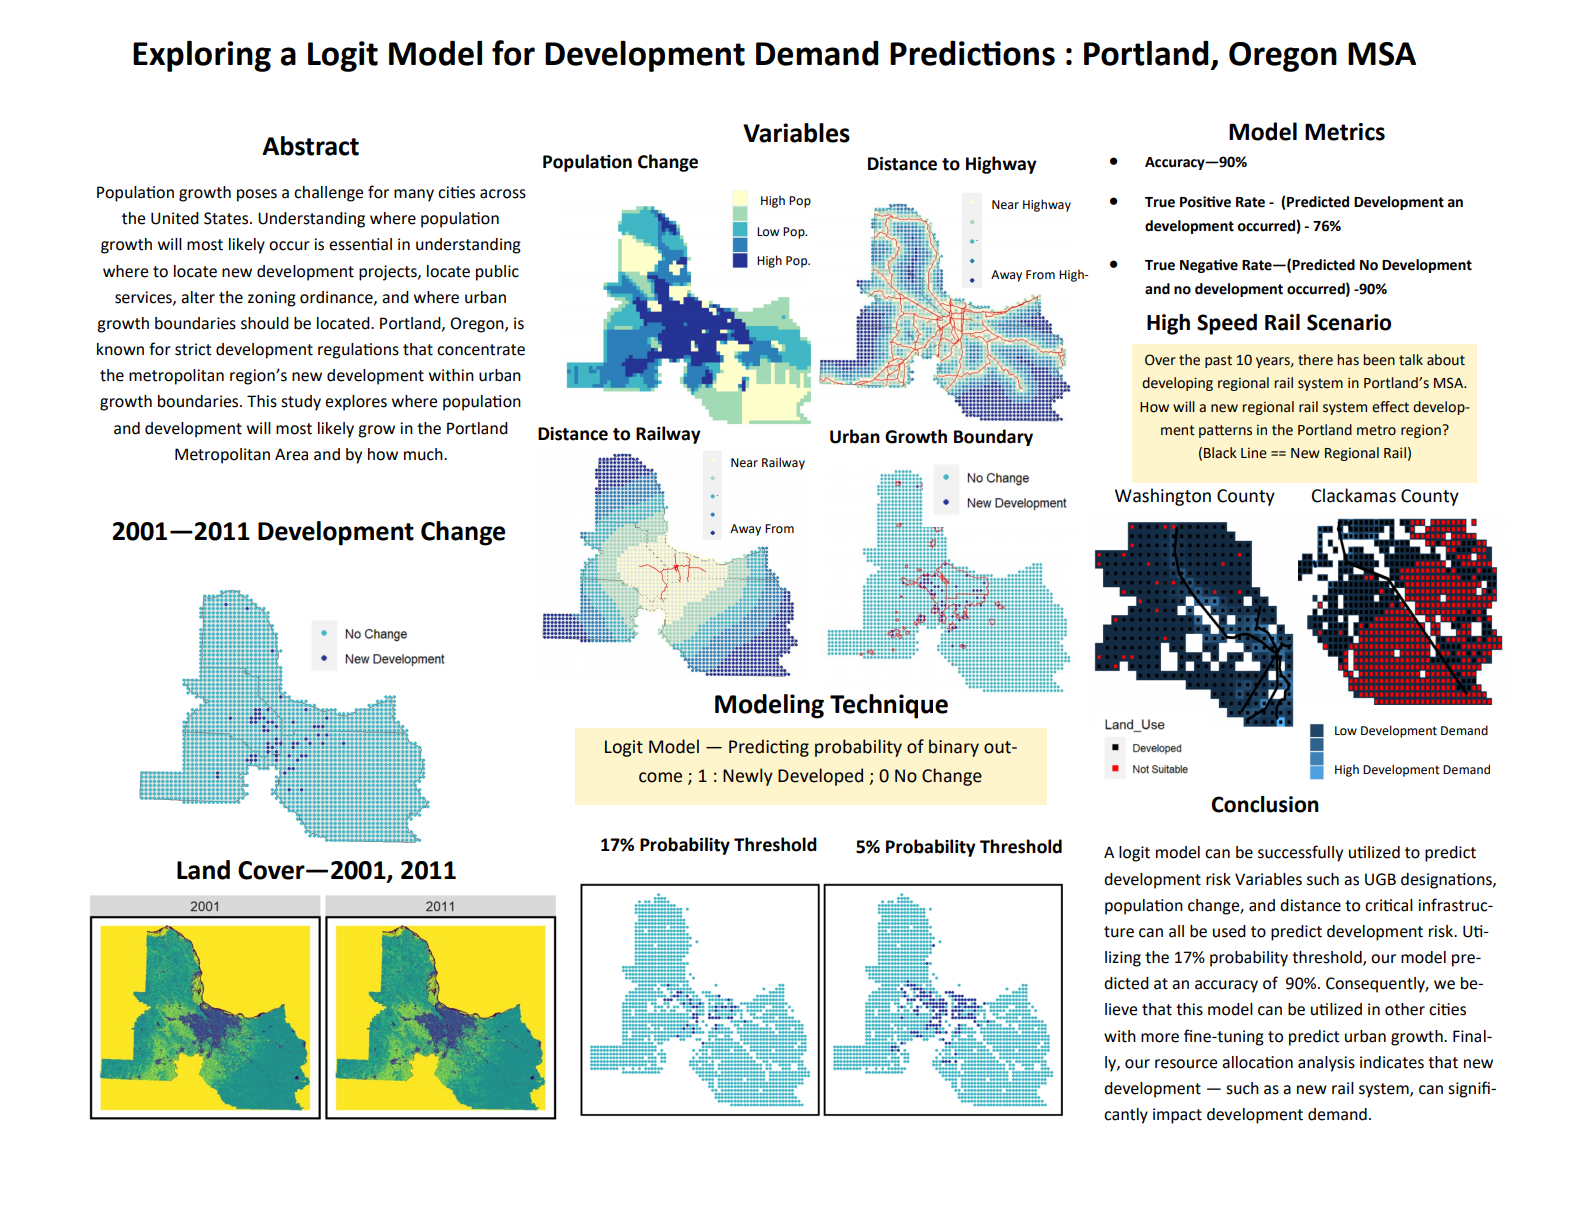 Exploring a Logit Model for Development Demand Predictions : Portland, Oregon MSA
Abstract
Population growth poses a challenge for many cities across
the United States. Understanding where population
growth will most likely occur is essential in understanding
where to locate new development projects, locate public
services, alter the zoning ordinance, and where urban
growth boundaries should be located. Portland, Oregon, is
known for strict development regulations that concentrate
the metropolitan region's new development within urban
growth boundaries. This study explores where population
and development will most likely grow in the Portland
Metropolitan Area and by how much.
2001—2011 Development Change
No Change
New Development
Land Cover—2001, 2011
2001
2011
Variables
Population Change
High Pop
Low Pop.
High Pop.
Distance to Highway
Near Highway
Away From High-
Distance to Railway
Near Railway
Away From
Urban Growth Boundary
No Change
New Development
Modeling Technique
Logit Model — Predicting probability of binary out-
come ; 1 : Newly Developed ; 0 No Change
17% Probability Threshold
5% Probability Threshold
Model Metrics
• Accuracy—90%
• True Positive Rate - (Predicted Development an
development occurred) - 76%
• True Negative Rate—(Predicted No Development
and no development occurred) -90%
High Speed Rail Scenario
Over the past 10 years, there has been talk about
developing regional rail system in Portland's MSA.
How will a new regional rail system effect develop-
ment patterns in the Portland metro region?
(Black Line == New Regional Rail)
Washington County
Clackamas County
Land_Use
Developed
Not Suitable
Low Development Demand
High Development Demand
Conclusion
A logit model can be successfully utilized to predict
development risk Variables such as UGB designations,
population change, and distance to critical infrastruc-
ture can all be used to predict development risk. Uti-
lizing the 17% probability threshold, our model pre-
dicted at an accuracy of 90%. Consequently, we be-
lieve that this model can be utilized in other cities
with more fine-tuning to predict urban growth. Final-
ly, our resource allocation analysis indicates that new
development — such as a new rail system, can signifi-
cantly impact development demand.